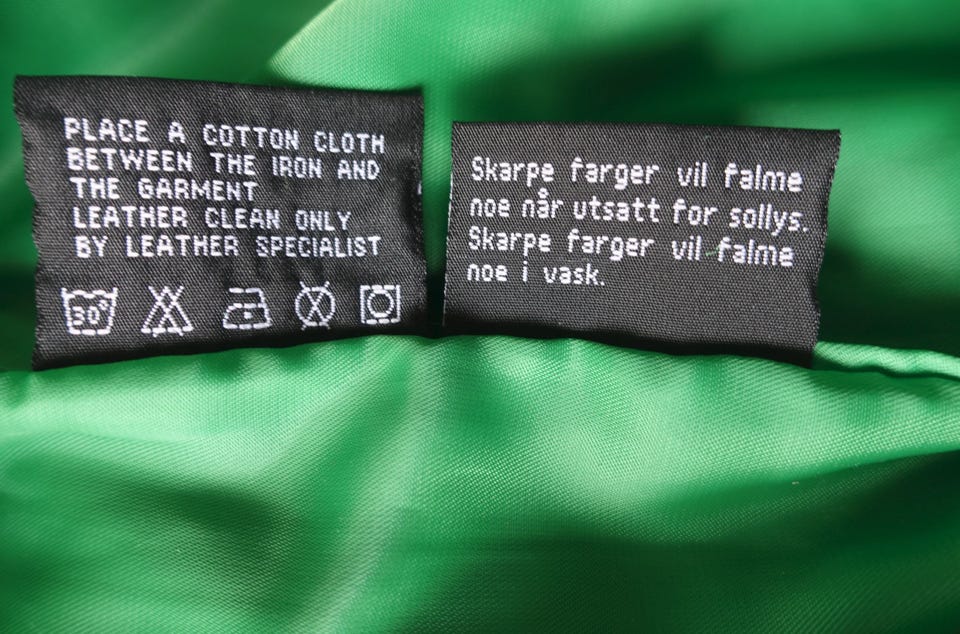 PLACE A COTTON CLOTH
BETWEEN THE IRON AND
THE GARMENT
LEATHER CLEAN ONLY
BY LEATHER SPECIALIST
30°
Skarpe farger vil falme
noe når utsatt for sollys.
Skarpe farger vil falme
noe i vask.